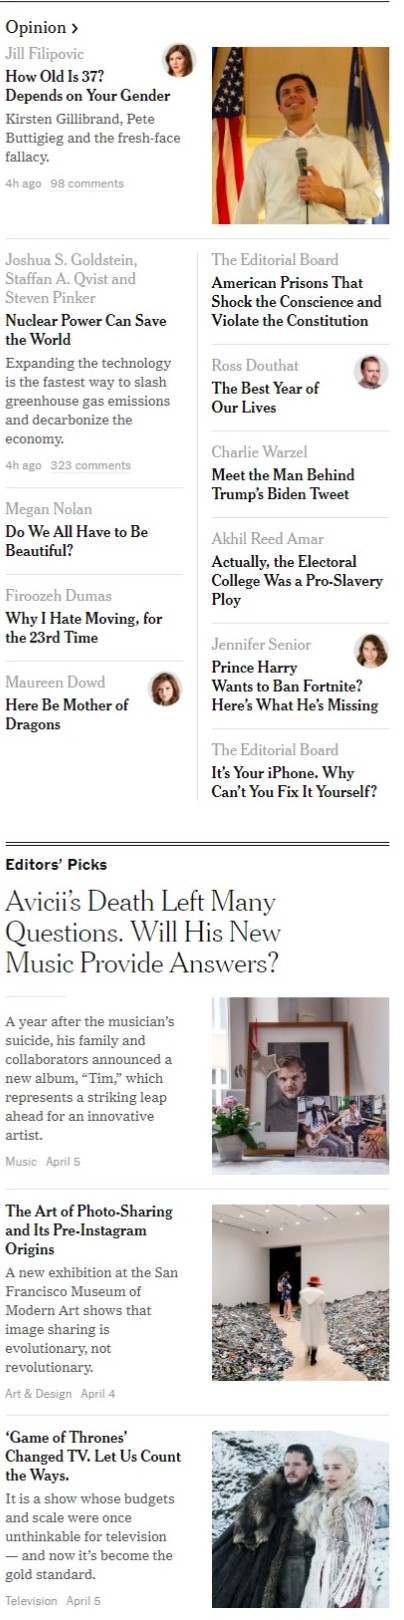 Opinion >
Jill Filipovic
How Old Is 37?
Depends on Your Gender
Kirsten Gillibrand, Pete
Buttigieg and the fresh-face
fallacy.
4h ago 98 comments
Joshua S. Goldstein,
Staffan A. Qvist and
Steven Pinker
Nuclear Power Can Save
the World
Expanding the technology
is the fastest way to slash
greenhouse gas emissions
and decarbonize the
economy.
4h ago 323 comments
Megan Nolan
Do We All Have to Be
Beautiful?
Firoozeh Dumas
Why I Hate Moving, for
the 23rd Time
Maureen Dowd
Here Be Mother of
Dragons
The Editorial Board
American Prisons That
Shock the Conscience and
Violate the Constitution
Ross Douthat
The Best Year of
Our Lives
Charlie Warzel
Meet the Man Behind
Trump’s Biden Tweet
Akhil Reed Amar
Actually, the Electoral
College Was a Pro-Slavery
Ploy
Jennifer Senior
Prince Harry
Wants to Ban Fortnite?
Here’s What He’s Missing
The Editorial Board
It’s Your iPhone. Why
Can’t You Fix It Yourself?
Editors’ Picks
Avicii’s Death Left Many
Questions. Will His New
Music Provide Answers?
A year after the musician’s
suicide, his family and
collaborators announced a
new album, “Tim,” which
represents a striking leap
ahead for an innovative
artist.
Music April 5
The Art of Photo-Sharing
and Its Pre-Instagram
Origins
A new exhibition at the San
Francisco Museum of
Modern Art shows that
image sharing is
evolutionary, not
revolutionary.
Art & Design April 4
‘Game of Thrones’
Changed TV. Let Us Count
the Ways.
It is a show whose budgets
and scale were once
unthinkable for television
— and now it’s become the
gold standard.
Television April 5